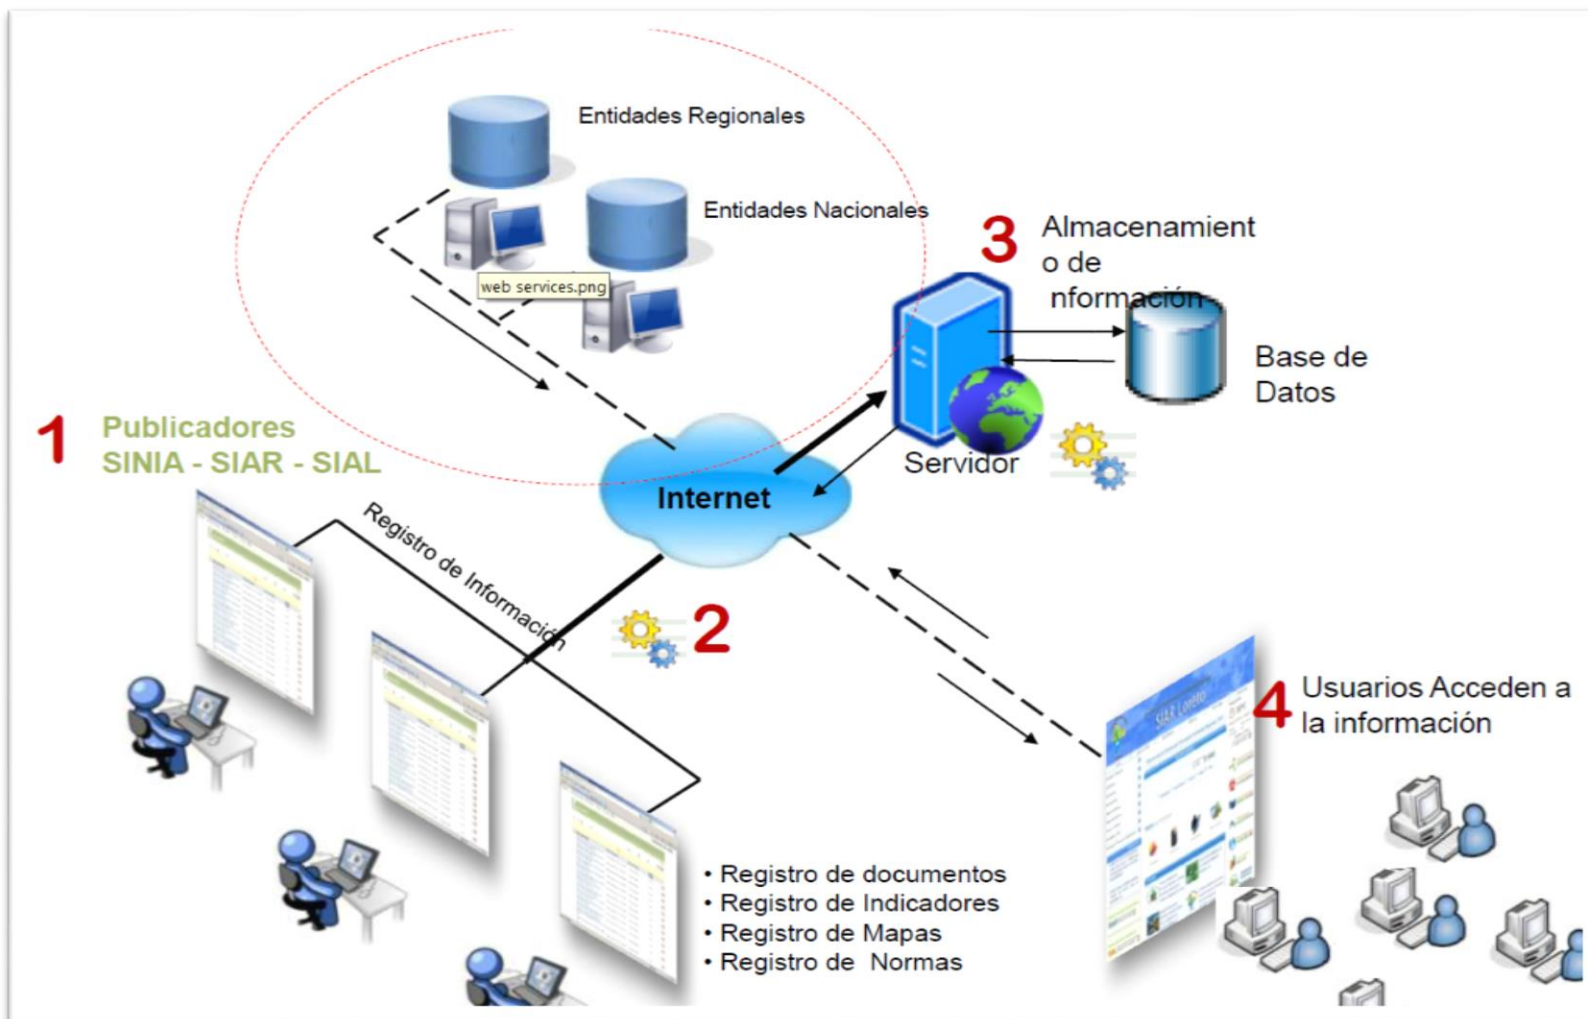 Entidades Regionales
Entidades Nacionales
web services.png
3
Almacenamient
o de
nformación
Base de
Datos
Servidor
1
Publicadores
SINIA - SIAR - SIAL
Internet
Registro de Información
2
4
Usuarios Acceden a
la información
SIAR Loreto
• Registro de documentos
• Registro de Indicadores
• Registro de Mapas
• Registro de Normas